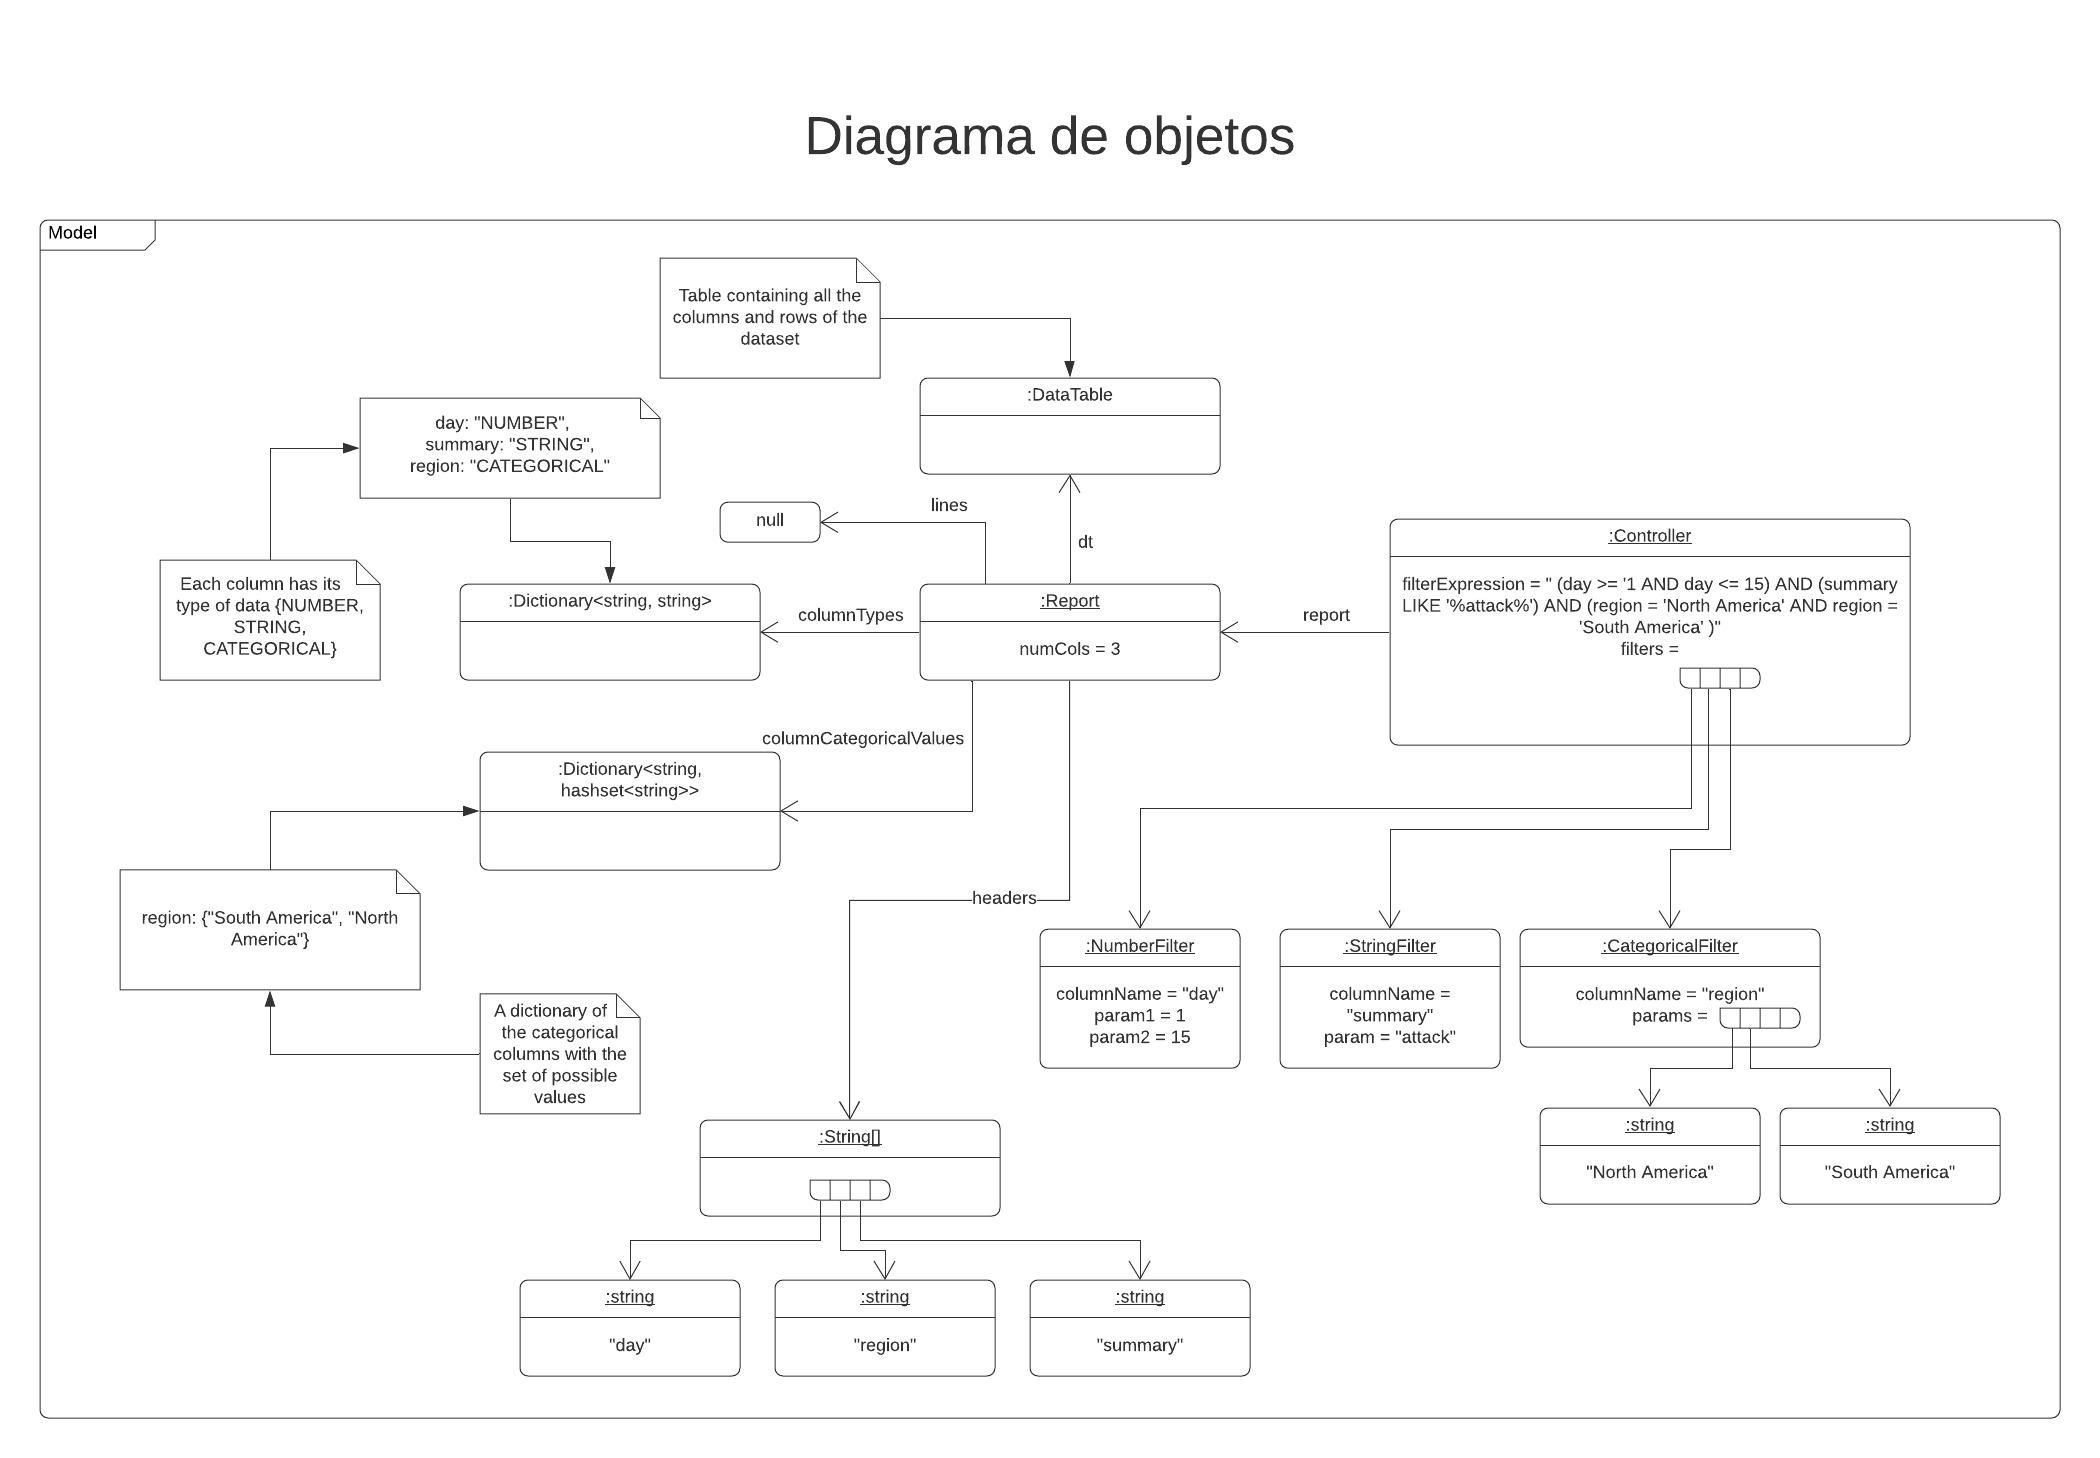 Diagrama de objetos
Model
Table containing all the
columns and rows of the
dataset
:DataTable
day: "NUMBER",
summary: "STRING",
region: "CATEGORICAL"
lines
null
dt
:Controller
filterExpression = " (day >= '1 AND day <= 15) AND (summary
LIKE '%attack%') AND (region = 'North America' AND region =
'South America' )"
filters =
Each column has its
type of data {NUMBER,
STRING,
CATEGORICAL}
:Dictionary<string, string>
columnTypes
:Report
numCols = 3
report
columnCategoricalValues
:Dictionary<string,
hashset<string>>
region: {"South America", "North
America"}
headers
:NumberFilter
columnName = "day"
param1 = 1
param2 = 15
:StringFilter
columnName =
"summary"
param = "attack"
:CategoricalFilter
columnName = "region"
params =
A dictionary of
the categorical
columns with the
set of possible
values
:String[]
:string
"North America"
:string
"South America"
:string
"day"
:string
"region"
:string
"summary"